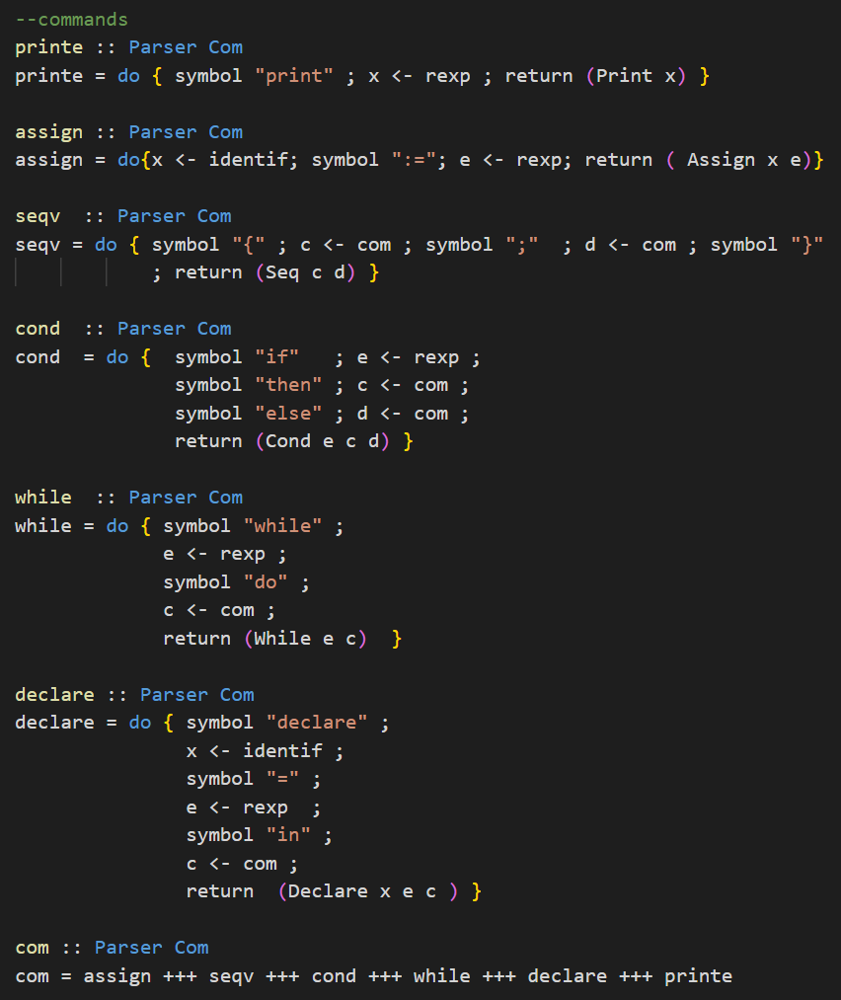 --commands
printe :: Parser Com
printe = do { symbol "print" ; x <- rexp ; return (Print x) }

assign :: Parser Com
assign = do{x <- identif; symbol ":="; e <- rexp; return ( Assign x e)}

seqv  :: Parser Com
seqv = do { symbol "{" ; c <- com ; symbol ";"  ; d <- com ; symbol "}"
            ; return (Seq c d) }

cond  :: Parser Com
cond  = do {  symbol "if"   ; e <- rexp ;
              symbol "then" ; c <- com ;
              symbol "else" ; d <- com ;
              return (Cond e c d) }

while  :: Parser Com
while = do { symbol "while" ;
             e <- rexp ;
             symbol "do" ;
             c <- com ;
             return (While e c)  }

declare :: Parser Com
declare = do { symbol "declare" ;
               x <- identif ;
               symbol "=" ;
               e <- rexp  ;
               symbol "in" ;
               c <- com ;
               return  (Declare x e c ) }

com :: Parser Com
com = assign +++ seqv +++ cond +++ while +++ declare +++ printe